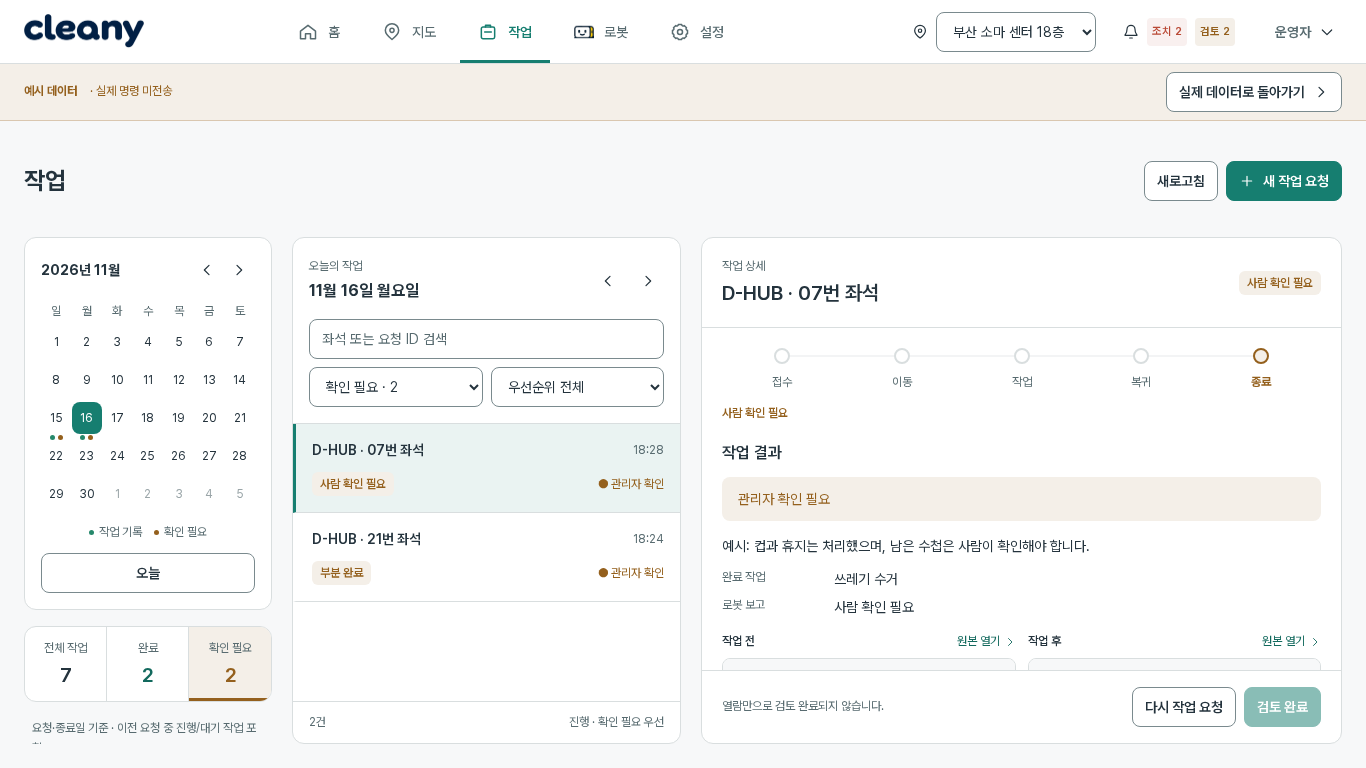 cleany
홈
지도
작업
로봇
설정
부산 소마 센터 18층
조치 2
검토 2
운영자
예시 데이터 · 실제 명령 미전송
실제 데이터로 돌아가기
작업
새로고침
새 작업 요청
2026년 11월
일 월 화 수 목 금 토
1 2 3 4 5 6 7
8 9 10 11 12 13 14
15 16 17 18 19 20 21
22 23 24 25 26 27 28
29 30 1 2 3 4 5
작업 기록 확인 필요
오늘
전체 작업
7
완료
2
확인 필요
2
요청·종료일 기준 · 이전 요청 중 진행/대기 작업 포
오늘의 작업
11월 16일 월요일
좌석 또는 요청 ID 검색
확인 필요 · 2
우선순위 전체
D-HUB · 07번 좌석
18:28
사람 확인 필요
관리자 확인
D-HUB · 21번 좌석
18:24
부분 완료
관리자 확인
2건
진행 · 확인 필요 우선
작업 상세
D-HUB · 07번 좌석
사람 확인 필요
접수
이동
작업
복귀
종료
사람 확인 필요
작업 결과
관리자 확인 필요
예시: 컵과 휴지는 처리했으며, 남은 수첩은 사람이 확인해야 합니다.
완료 작업
쓰레기 수거
로봇 보고
사람 확인 필요
작업 전
원본 열기
작업 후
원본 열기
열람만으로 검토 완료되지 않습니다.
다시 작업 요청
검토 완료